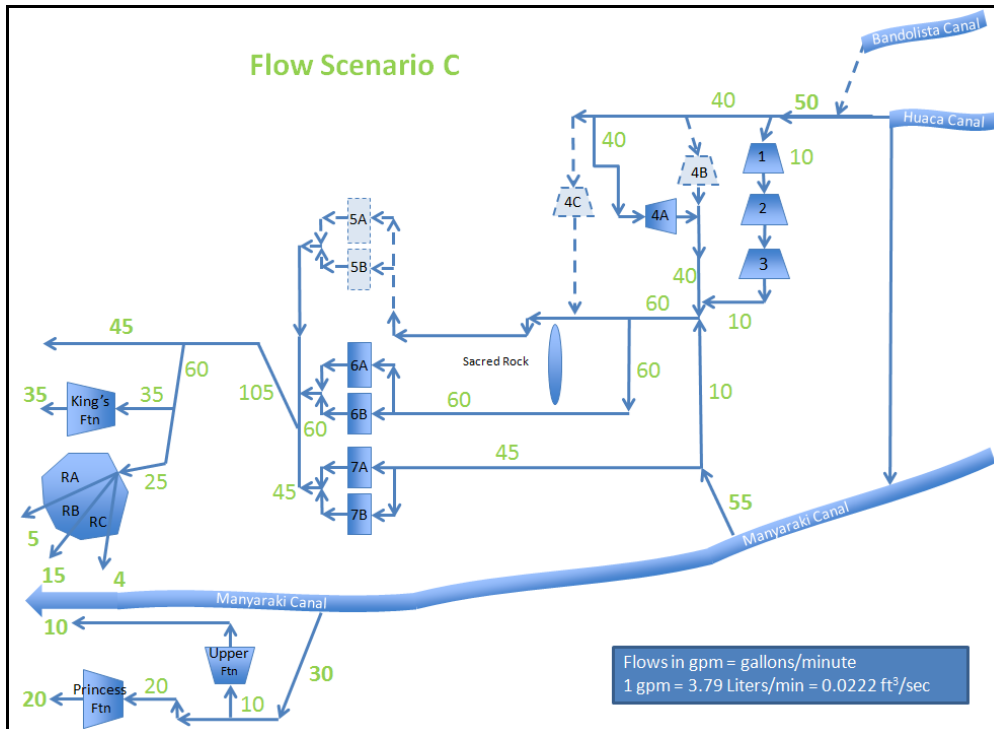 Bandolista Canal
Flow Scenario C
40
50
Huaca Canal
40
1
10
4B
4C
4A
2
5A
5B
3
40
60
10
45
60
Sacred Rock
60
10
6A
105
35
King's
Ftn
35
60
6B
60
45
RA
25
7A
45
55
RB
RC
7B
5
Manyaraki Canal
15
4
Manyaraki Canal
10
Upper
Ftn
30
Princess
Ftn
20
20
10
Flows in gpm = gallons/minute
1 gpm = 3.79 Liters/min = 0.0222 ft³/sec